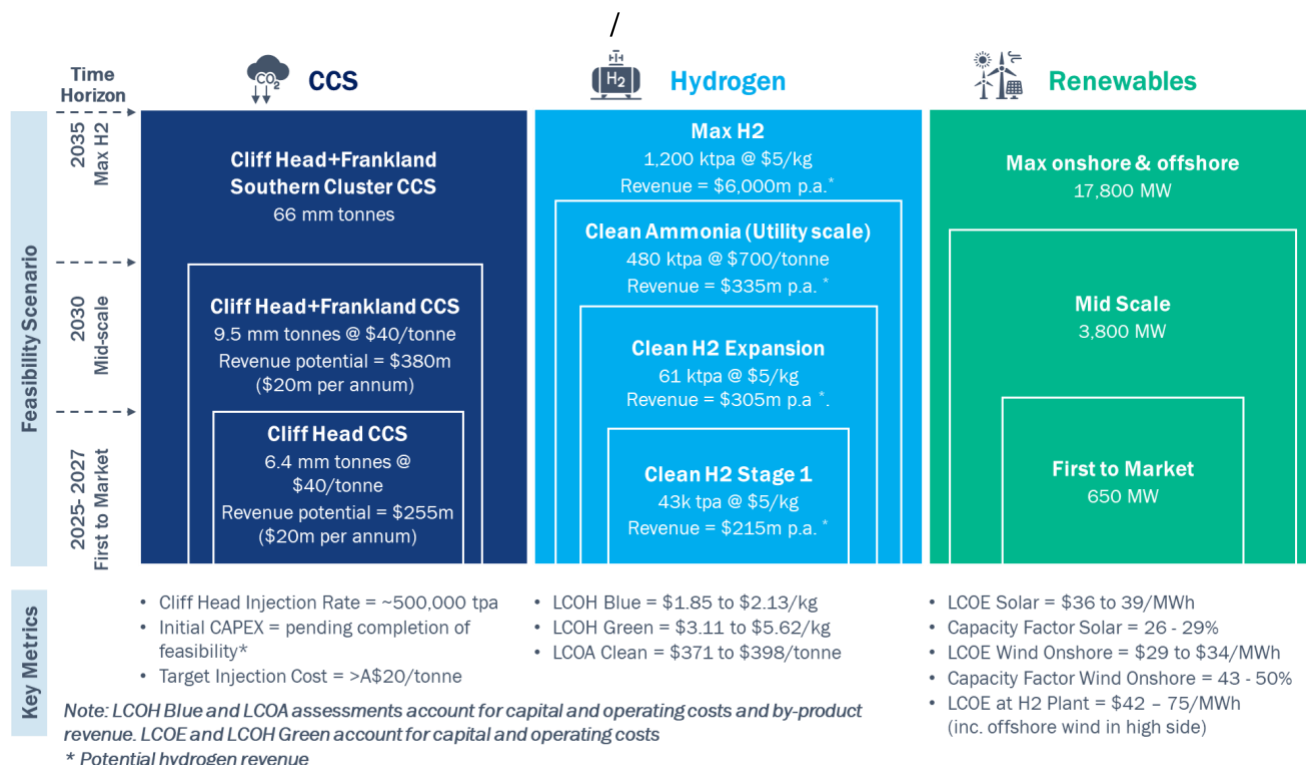 /
Time
Horizon
CO2
CCS
H2
Hydrogen
Renewables
Feasibility Scenario
2035
Max H2
2030
Mid-scale
2025- 2027
First to Market
Cliff Head+Frankland
Southern Cluster CCS
66 mm tonnes
Cliff Head+Frankland CCS
9.5 mm tonnes @ $40/tonne
Revenue potential = $380m
($20m per annum)
Cliff Head CCS
6.4 mm tonnes @
$40/tonne
Revenue potential = $255m
($20m per annum)
Max H2
1,200 ktpa @ $5/kg
Revenue = $6,000m p.a.*
Clean Ammonia (Utility scale)
480 ktpa @ $700/tonne
Revenue = $335m p.a. *
Clean H2 Expansion
61 ktpa @ $5/kg
Revenue = $305m p.a *.
Clean H2 Stage 1
43k tpa @ $5/kg
Revenue = $215m p.a. *
Max onshore & offshore
17,800 MW
Mid Scale
3,800 MW
First to Market
650 MW
Key Metrics
• Cliff Head Injection Rate = ~500,000 tpa
• Initial CAPEX = pending completion of
feasibility*
• Target Injection Cost = >A$20/tonne
• LCOH Blue = $1.85 to $2.13/kg
• LCOH Green = $3.11 to $5.62/kg
• LCOA Clean = $371 to $398/tonne
• LCOE Solar = $36 to 39/MWh
• Capacity Factor Solar = 26 - 29%
• LCOE Wind Onshore = $29 to $34/MWh
• Capacity Factor Wind Onshore = 43 - 50%
• LCOE at H2 Plant = $42 – 75/MWh
(inc. offshore wind in high side)
Note: LCOH Blue and LCOA assessments account for capital and operating costs and by-product
revenue. LCOE and LCOH Green account for capital and operating costs
* Potential hydrogen revenue